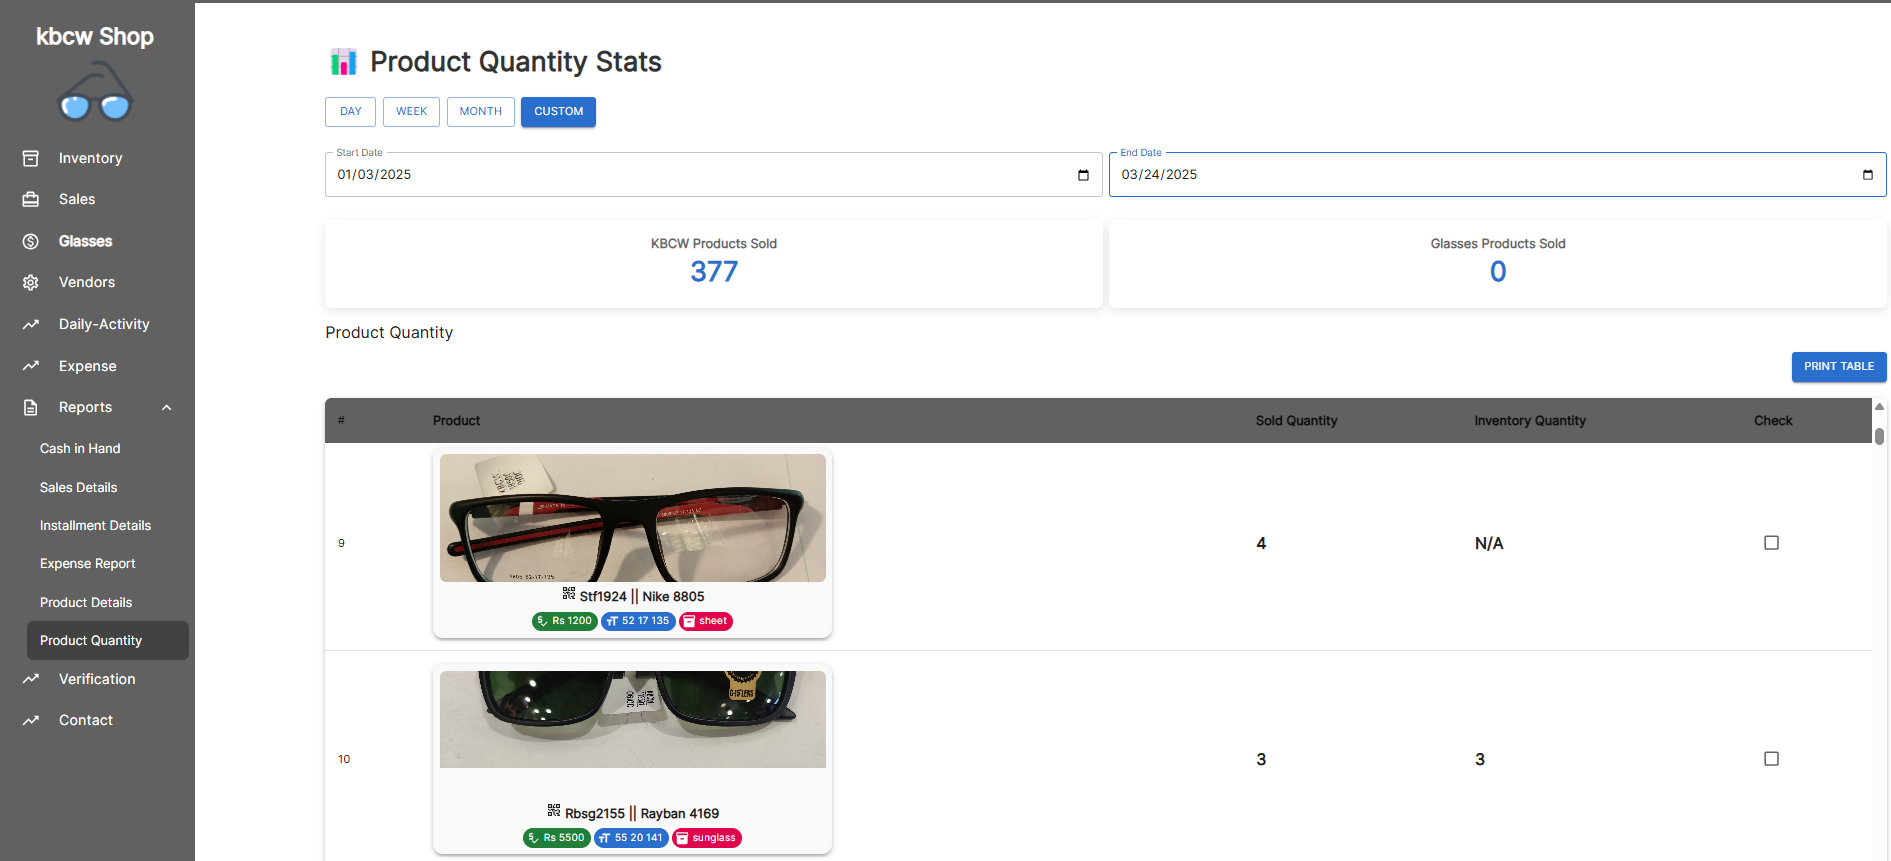 kbcw Shop
Inventory
Sales
Glasses
Vendors
Daily-Activity
Expense
Reports
Cash in Hand
Sales Details
Installment Details
Expense Report
Product Details
Product Quantity
Verification
Contact
Product Quantity Stats
DAY WEEK MONTH CUSTOM
Start Date
01/03/2025
End Date
03/24/2025
KBCW Products Sold
377
Glasses Products Sold
0
Product Quantity
PRINT TABLE
# Product Sold Quantity Inventory Quantity Check
9
Stf1924 || Nike 8805
Rs 1200 52 17 135 sheet
4 N/A
10
G-15 LENS
Rbsg2155 || Rayban 4169
Rs 5500 55 20 141 sunglass
3 3